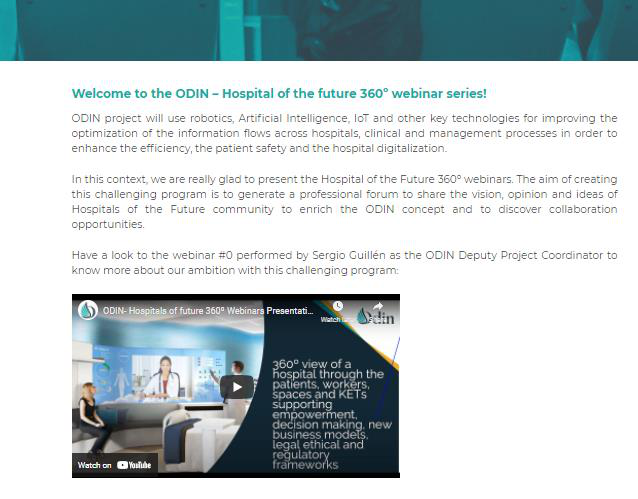 Welcome to the ODIN – Hospital of the future 360º webinar series!
ODIN project will use robotics, Artificial Intelligence, IoT and other key technologies for improving the
optimization of the information flows across hospitals, clinical and management processes in order to
enhance the efficiency, the patient safety and the hospital digitalization.
In this context, we are really glad to present the Hospital of the Future 360º webinars. The aim of creating
this challenging program is to generate a professional forum to share the vision, opinion and ideas of
Hospitals of the Future community to enrich the ODIN concept and to discover collaboration
opportunities.
Have a look to the webinar #0 performed by Sergio Guillén as the ODIN Deputy Project Coordinator to
know more about our ambition with this challenging program:
ODIN- Hospitals of future 360º Webinars Presentati...
Watch
Odin
360º view of a
hospital through the
patients, workers,
spaces and KETs
supporting
empowerment,
decision making, new
business models,
legal ethical and
regulatory
frameworks
Watch on YouTube